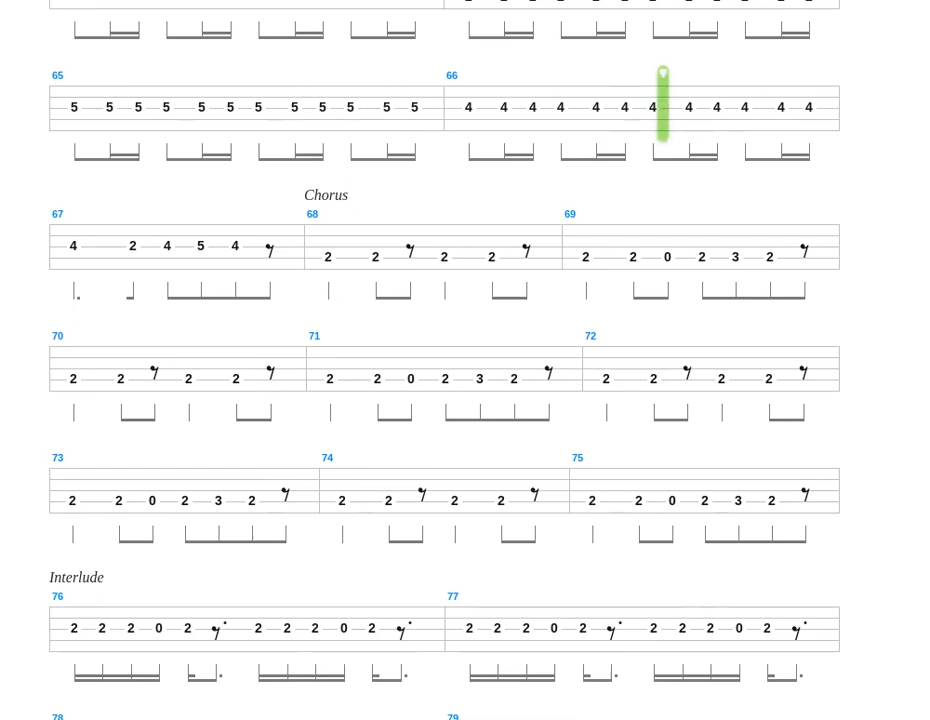 65 66
5 5 5 5 5 5 5 5 5 5 5 5 4 4 4 4 4 4 4 4 4 4 4 4
Chorus
67 68 69
4 2 4 5 4 2 2 2 2 2 2 0 2 3 2
70 71 72
2 2 2 2 2 2 0 2 3 2 2 2 2 2
73 74 75
2 2 0 2 3 2 2 2 2 2 2 2 0 2 3 2
Interlude
76 77
2 2 2 0 2 2 2 2 0 2 2 2 2 0 2 2 2 2 0 2
78 79